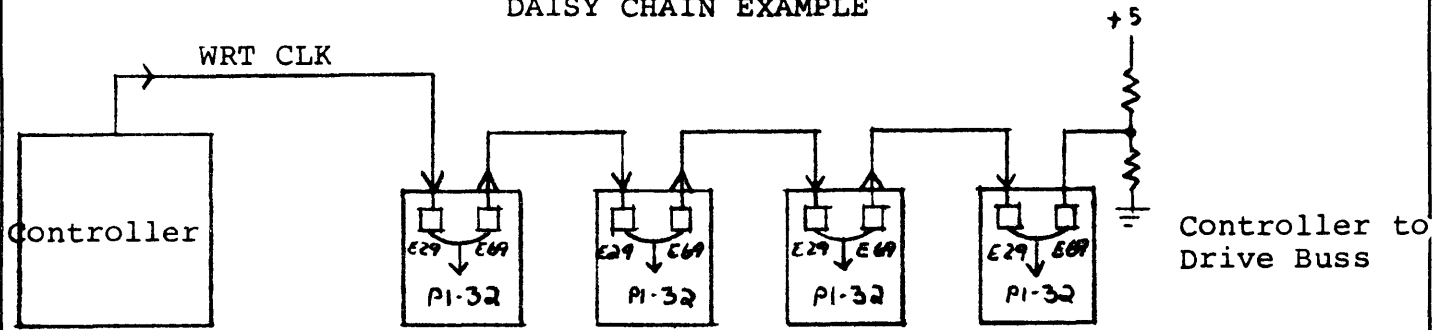 DAISY CHAIN EXAMPLE
+5
WRT CLK
Controller
E29 E69
E29 E69
E29 E69
E29 E69
P1-32
P1-32
P1-32
P1-32
Controller to
Drive Buss